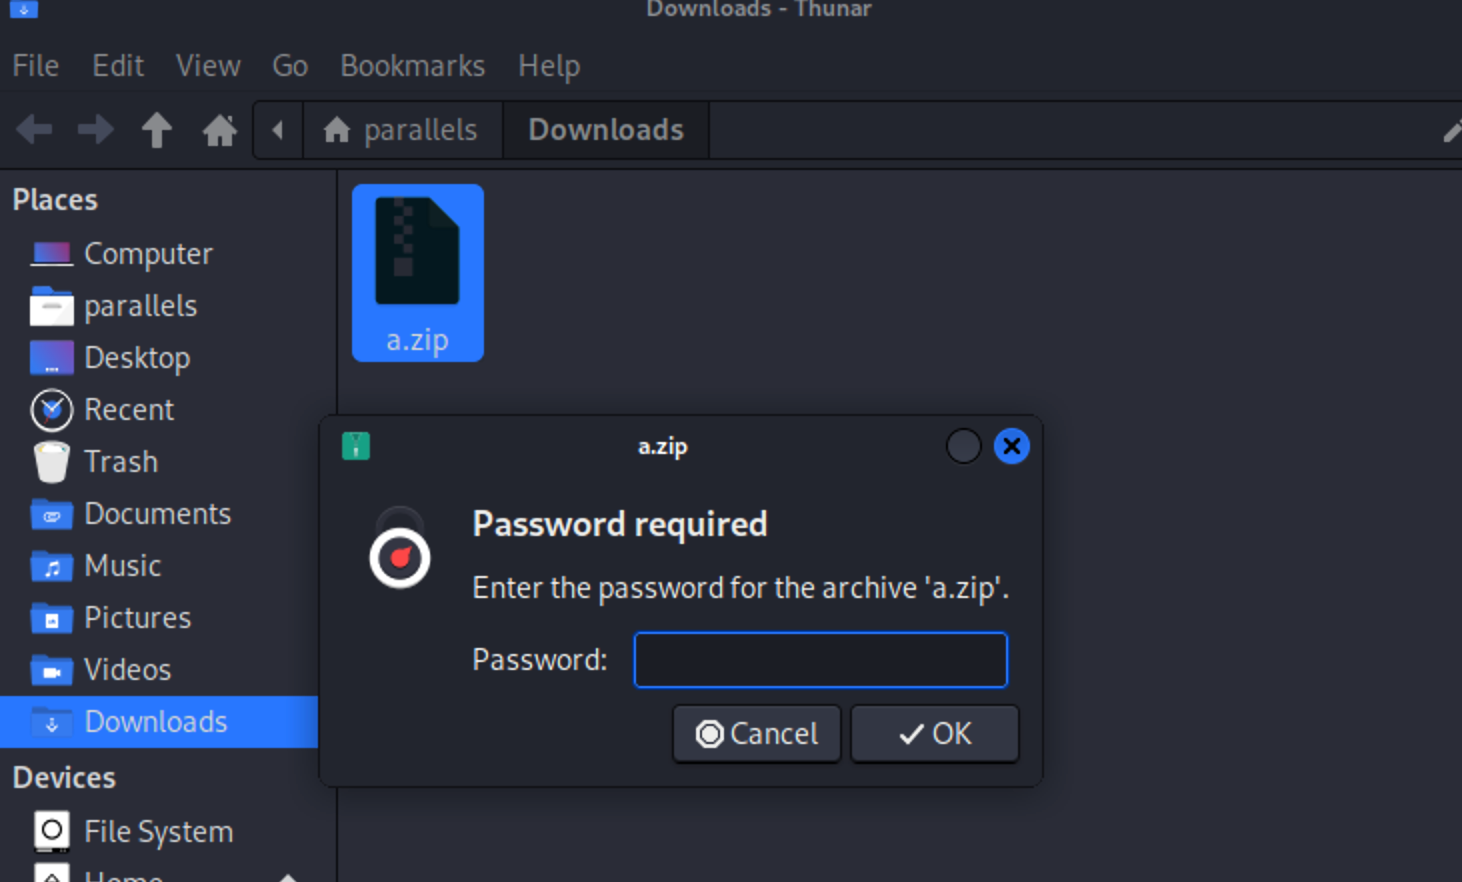 Downloads - Thunar
File Edit View Go Bookmarks Help
parallels Downloads
Places
Computer
parallels
Desktop
Recent
Trash
Documents
Music
Pictures
Videos
Downloads
Devices
File System
Home
a.zip
a.zip
Password required
Enter the password for the archive 'a.zip'.
Password:
Cancel OK